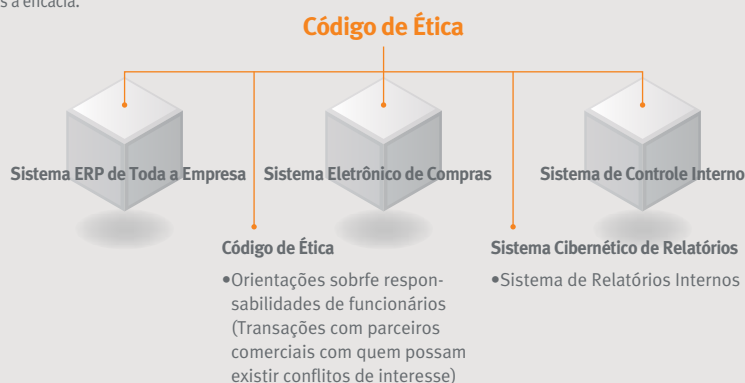 s a eficácia.
Código de Ética
Sistema ERP de Toda a Empresa
Sistema Eletrônico de Compras
Sistema de Controle Interno
Código de Ética
•Orientações sobrfe respon-
sabilidades de funcionários
(Transações com parceiros
comerciais com quem possam
existir conflitos de interesse)
Sistema Cibernético de Relatórios
•Sistema de Relatórios Internos